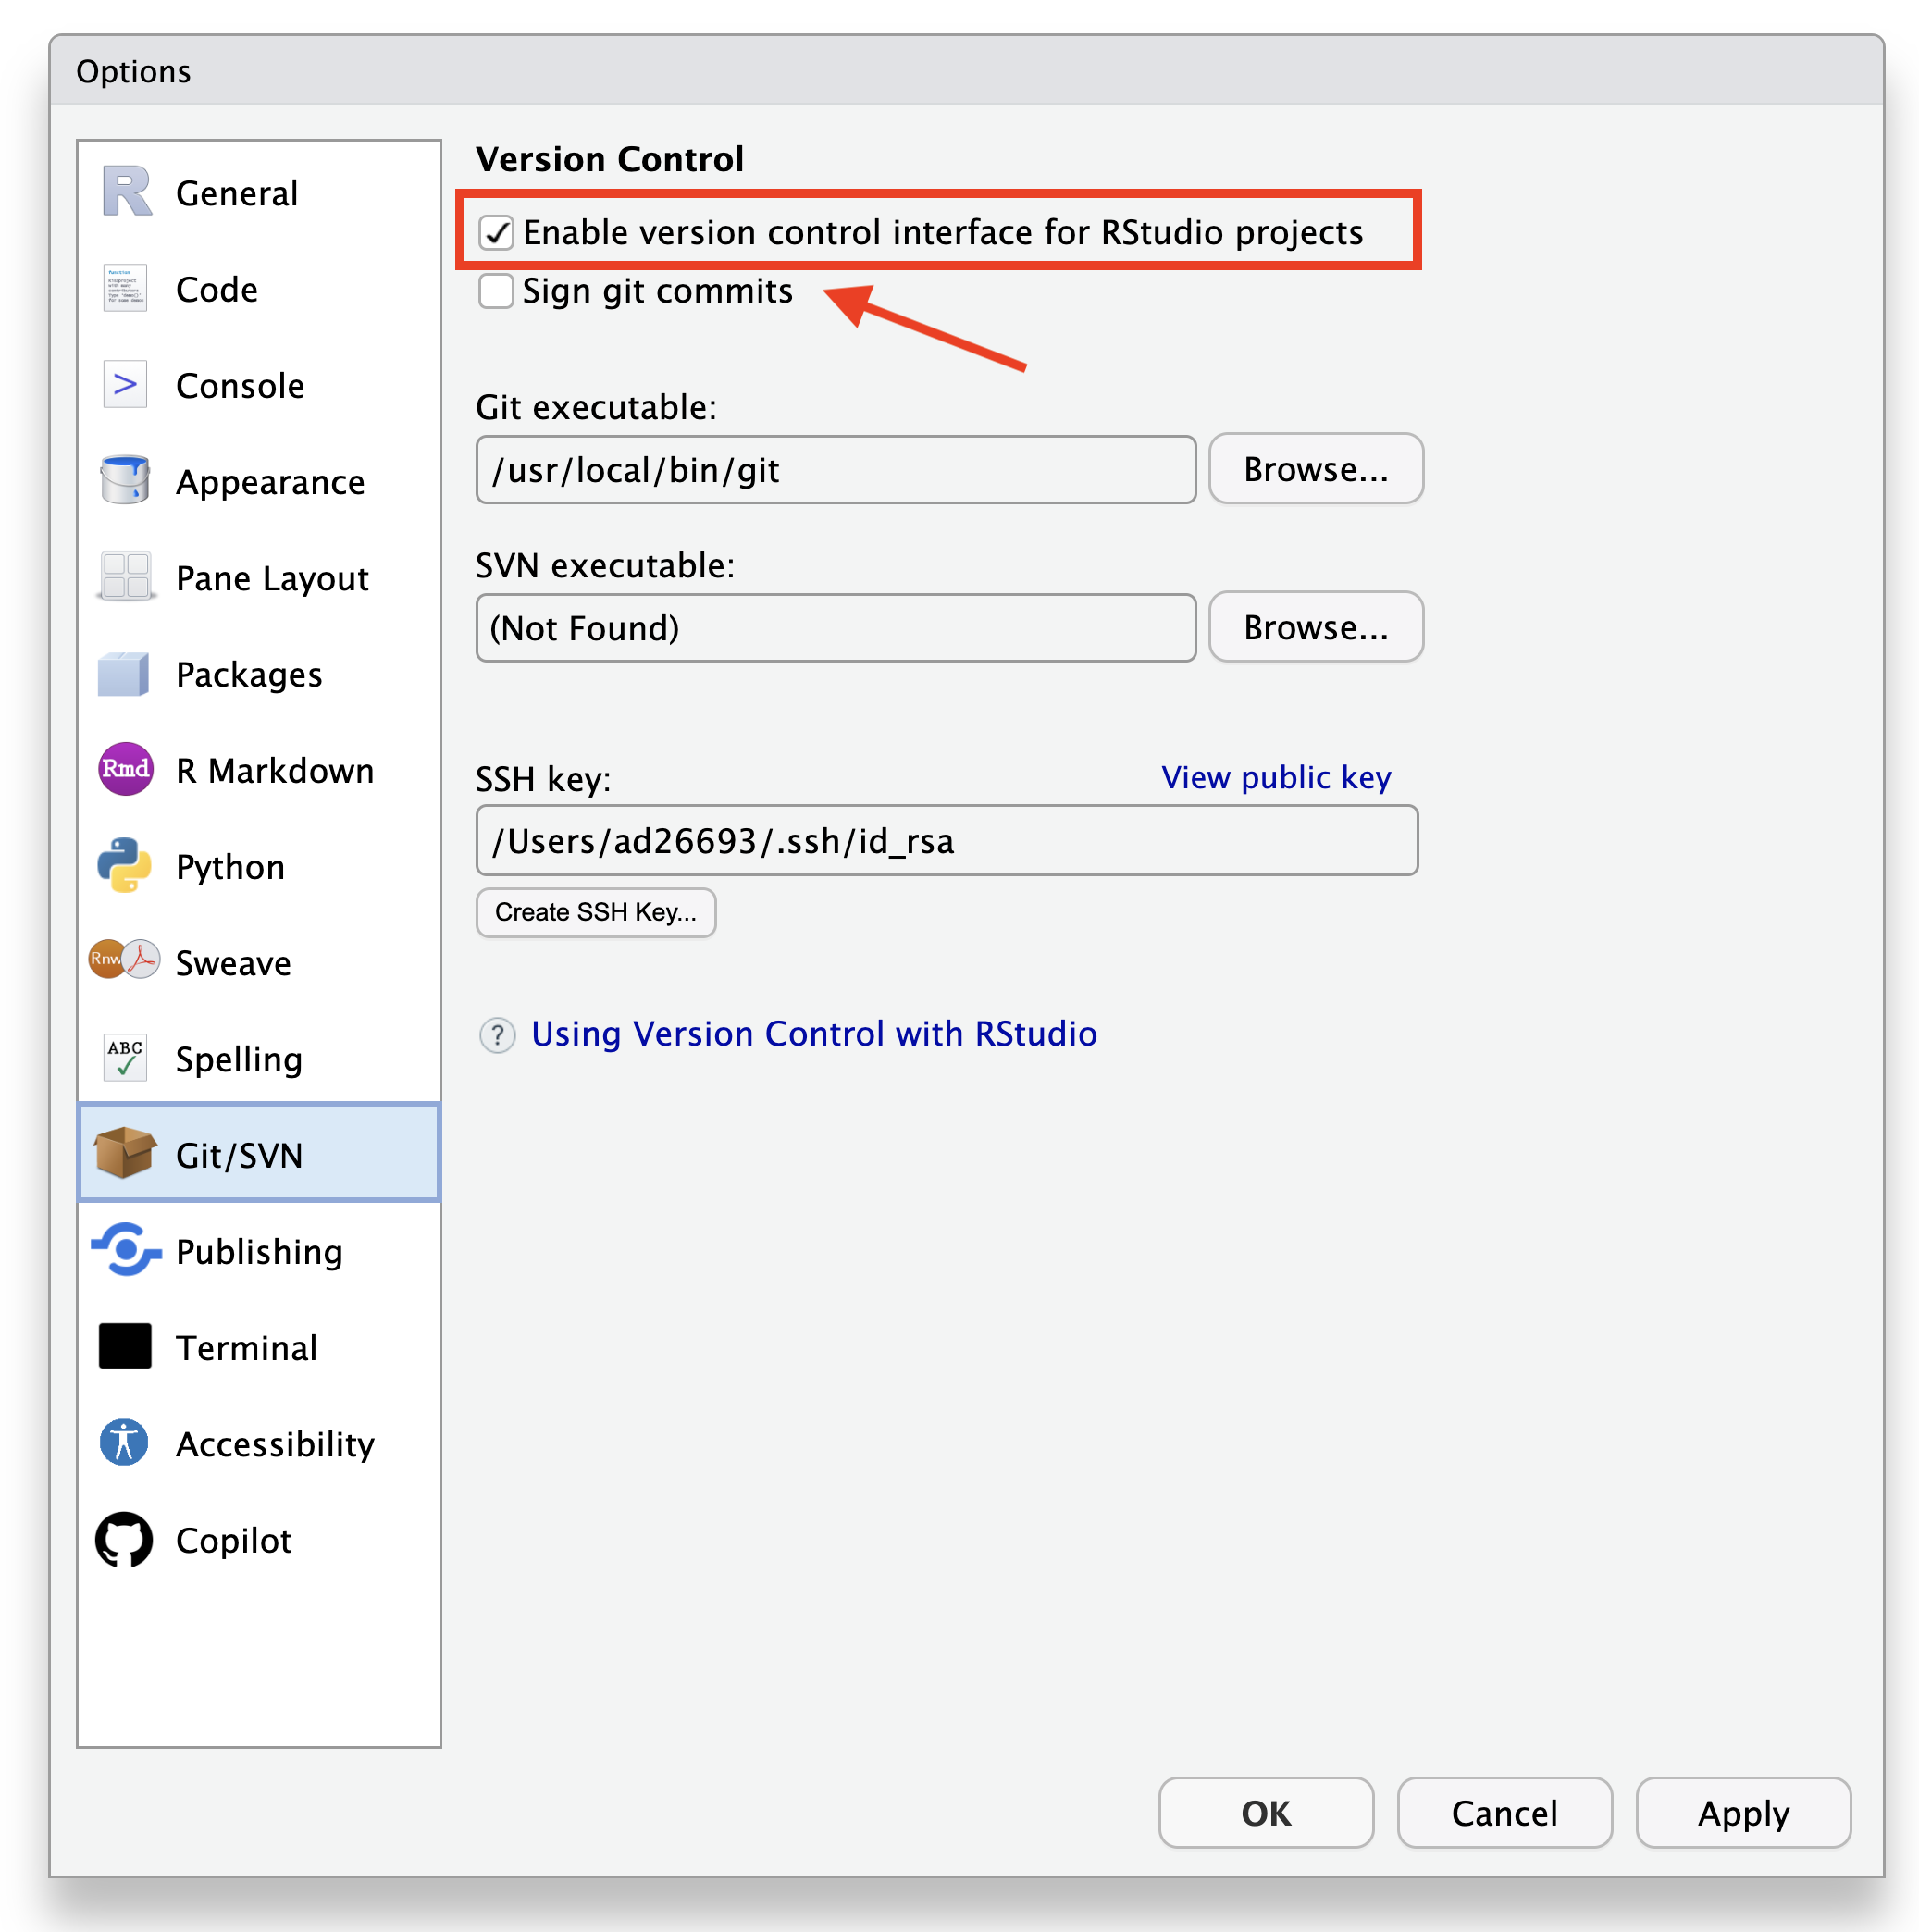 Options
General
Code
Console
Appearance
Pane Layout
Packages
Rmd
R Markdown
Python
Rnw
Sweave
ABC
Spelling
Git/SVN
Publishing
Terminal
Accessibility
Copilot
Version Control
Enable version control interface for RStudio projects
Sign git commits
Git executable:
/usr/local/bin/git
Browse...
SVN executable:
(Not Found)
Browse...
SSH key:
View public key
/Users/ad26693/.ssh/id_rsa
Create SSH Key...
? Using Version Control with RStudio
OK
Cancel
Apply